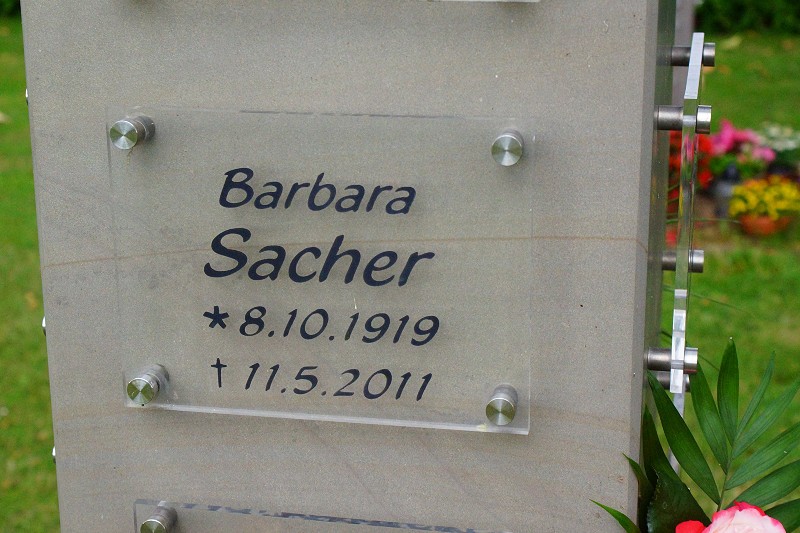 Barbara
Sacher
* 8.10.1919
† 11.5.2011